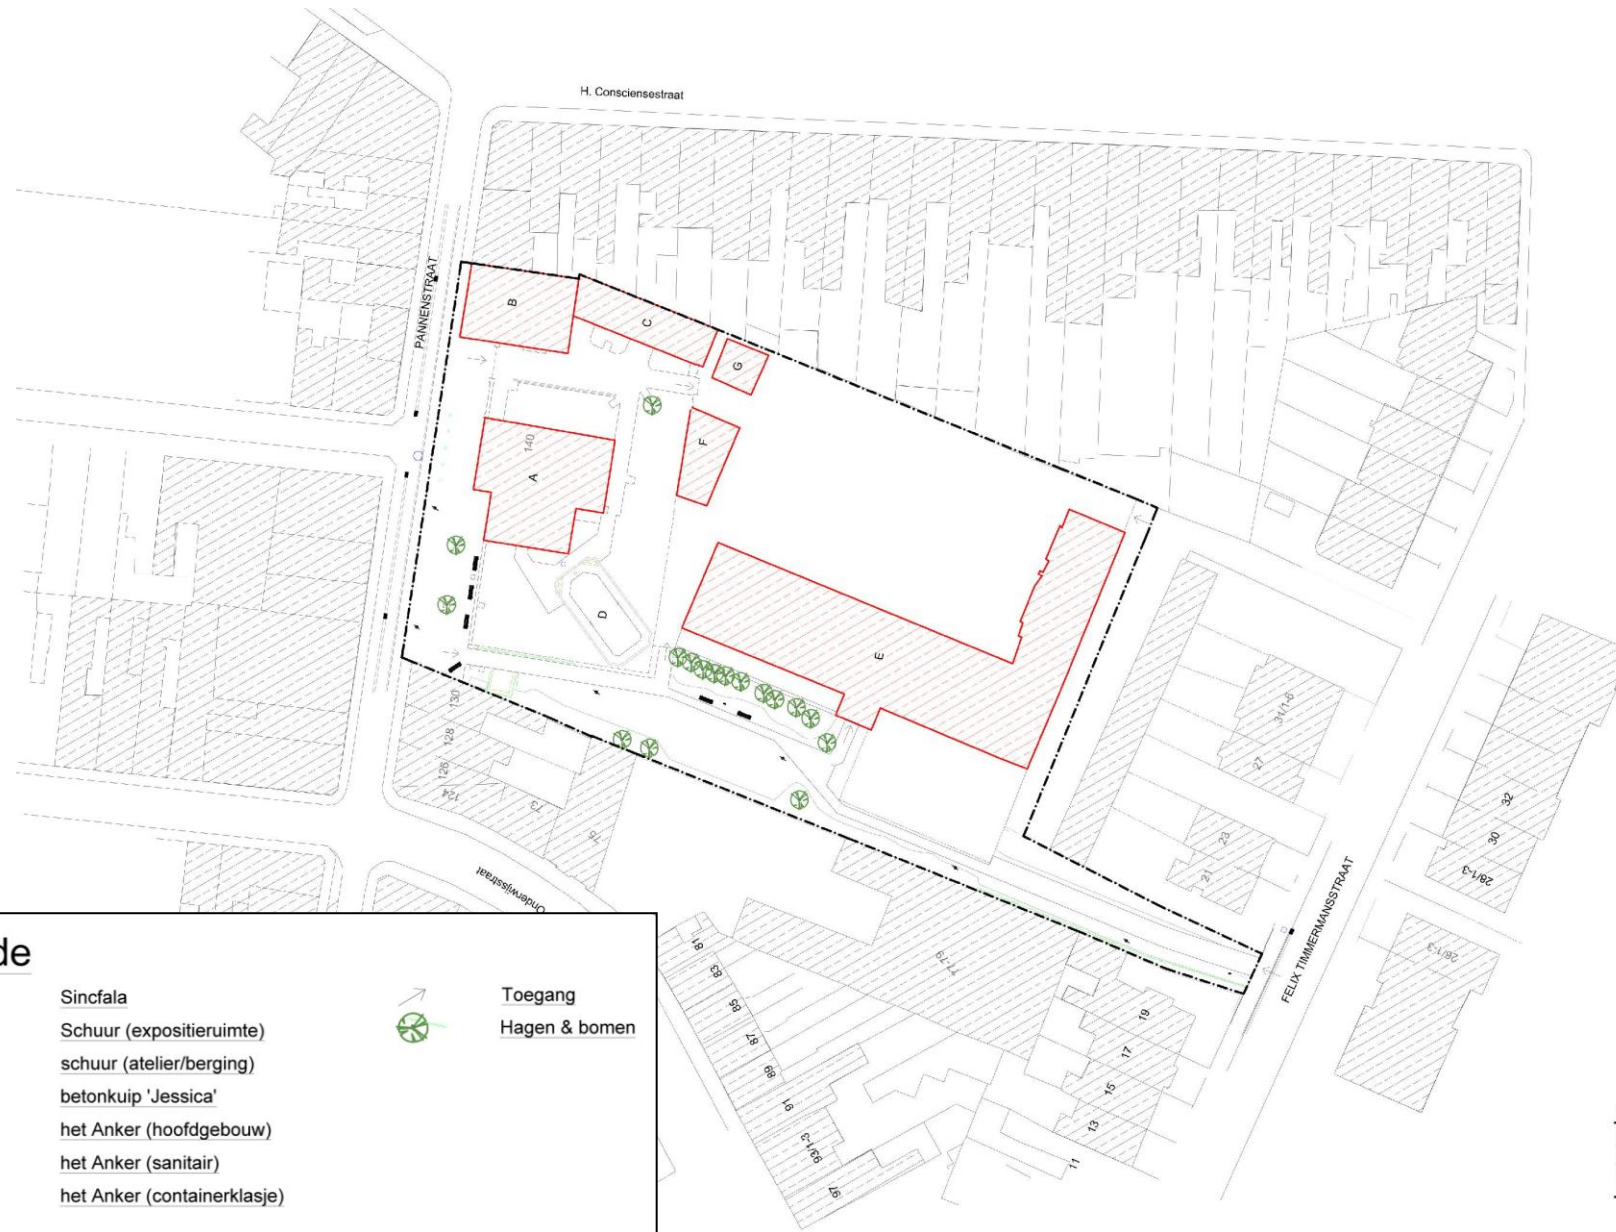 H. Consciensestraat
PANNENSTRAAT
B
C
G
F
140
A
D
E
130
128
126
124
73
75
Onderwijsstraat
31/1-6
27
23
21
32
30
28/1-3
28/1-3
FELIX TIMMERMANSSTRAAT
77-79
81
83
85
87
89
91
93/1-3
97
19
17
15
13
11
de
Sincfala
Schuur (expositieruimte)
schuur (atelier/berging)
betonkuip 'Jessica'
het Anker (hoofdgebouw)
het Anker (sanitair)
het Anker (containerklasje)
Toegang
Hagen & bomen